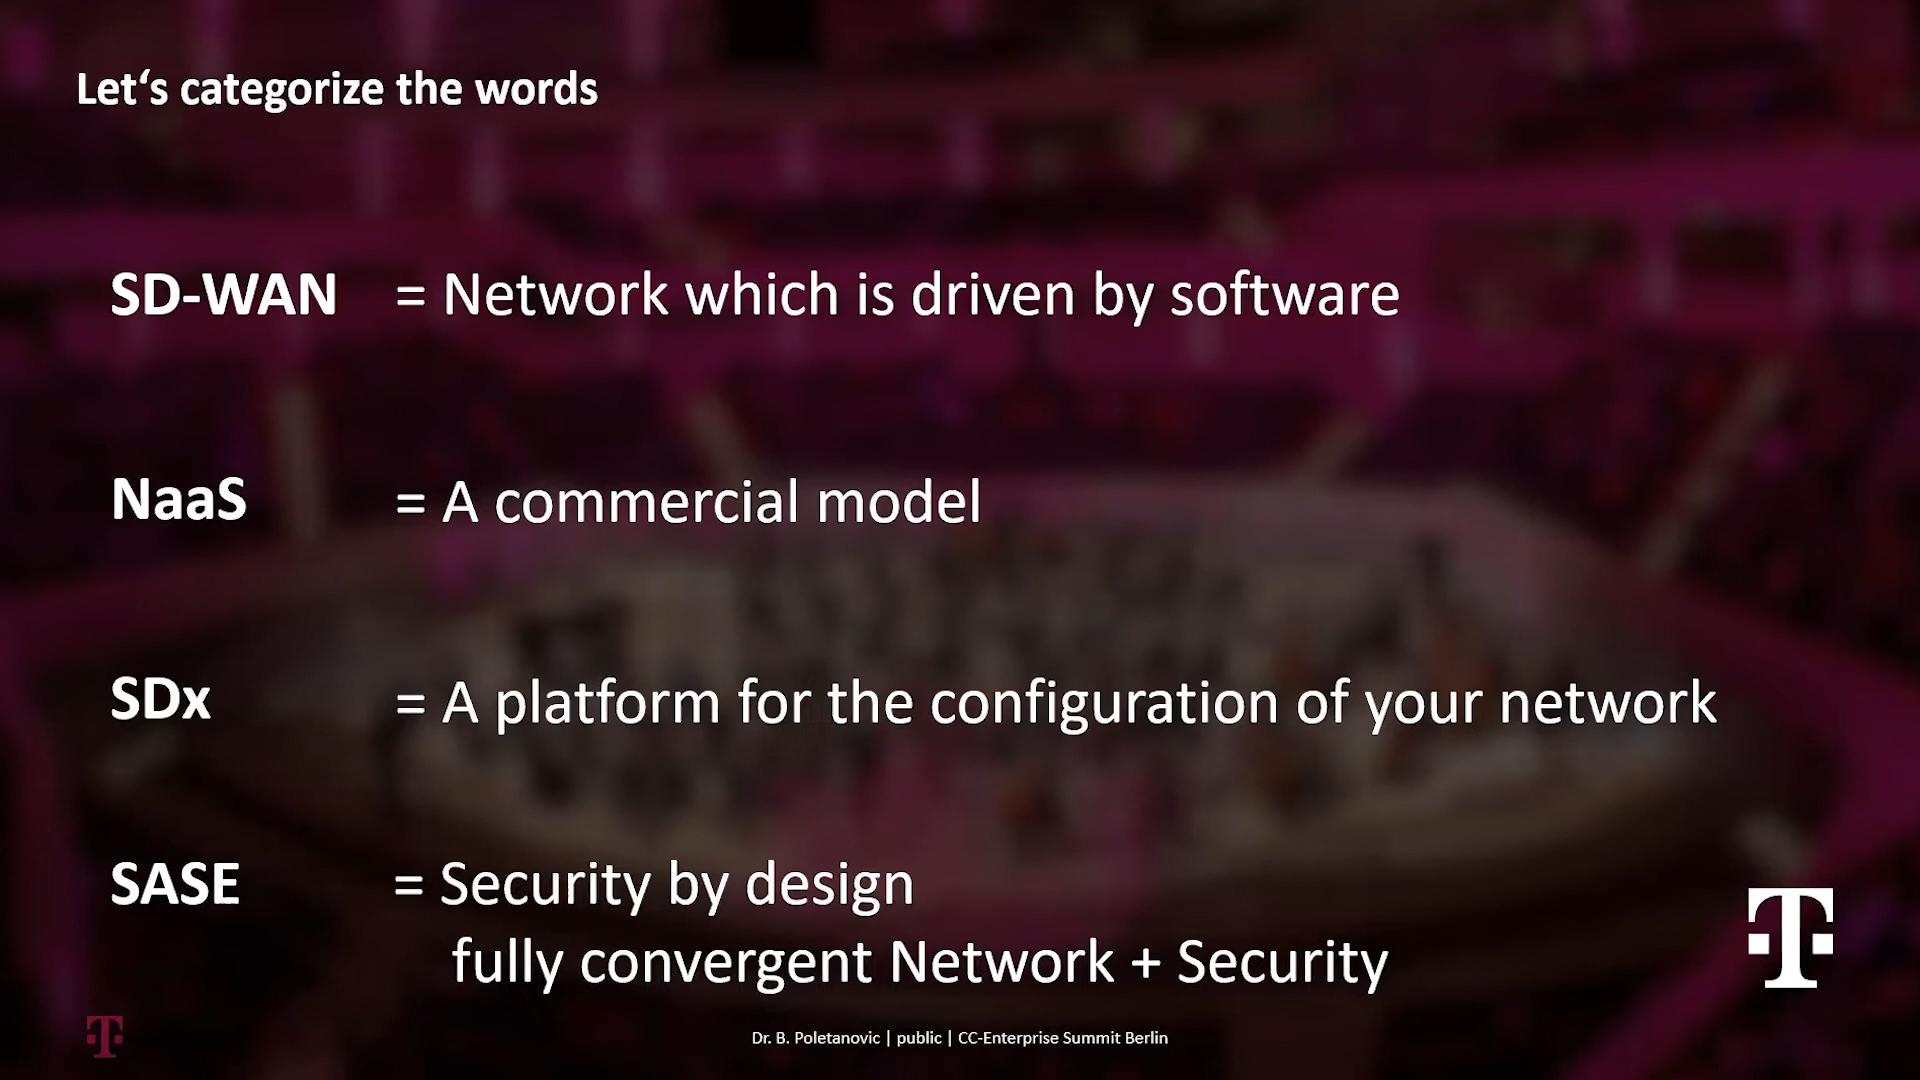 Let‘s categorize the words
SD-WAN = Network which is driven by software
NaaS = A commercial model
SDx = A platform for the configuration of your network
SASE = Security by design
fully convergent Network + Security
T
T
Dr. B. Poletanovic | public | CC-Enterprise Summit Berlin